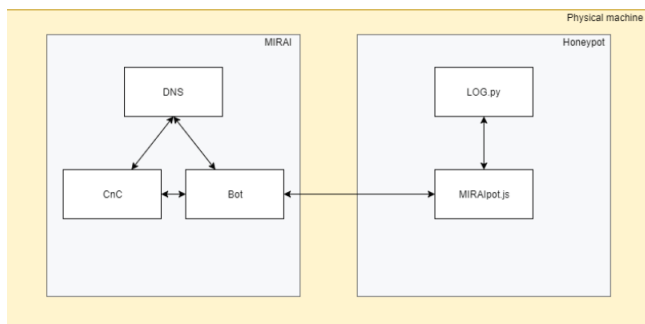 Physical machine
MIRAI
Honeypot
DNS
LOG.py
CnC
Bot
MIRAIpot.js